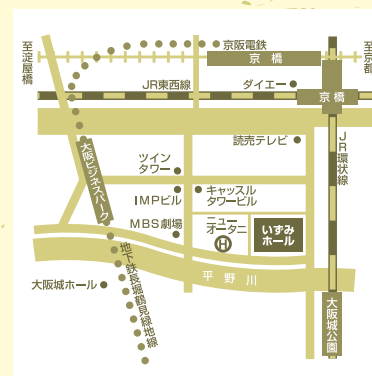 至淀屋橋
京阪電鉄
京橋
至京都
JR東西線
ダイエー
京橋
読売テレビ
JR環状線
大阪ビジネスパーク
ツイン
タワー
IMPビル
キャッスル
タワービル
MBS劇場
ニュー
オータニ
H
いずみ
ホール
平野川
大阪城ホール
地下鉄長堀鶴見緑地線
大阪城公園